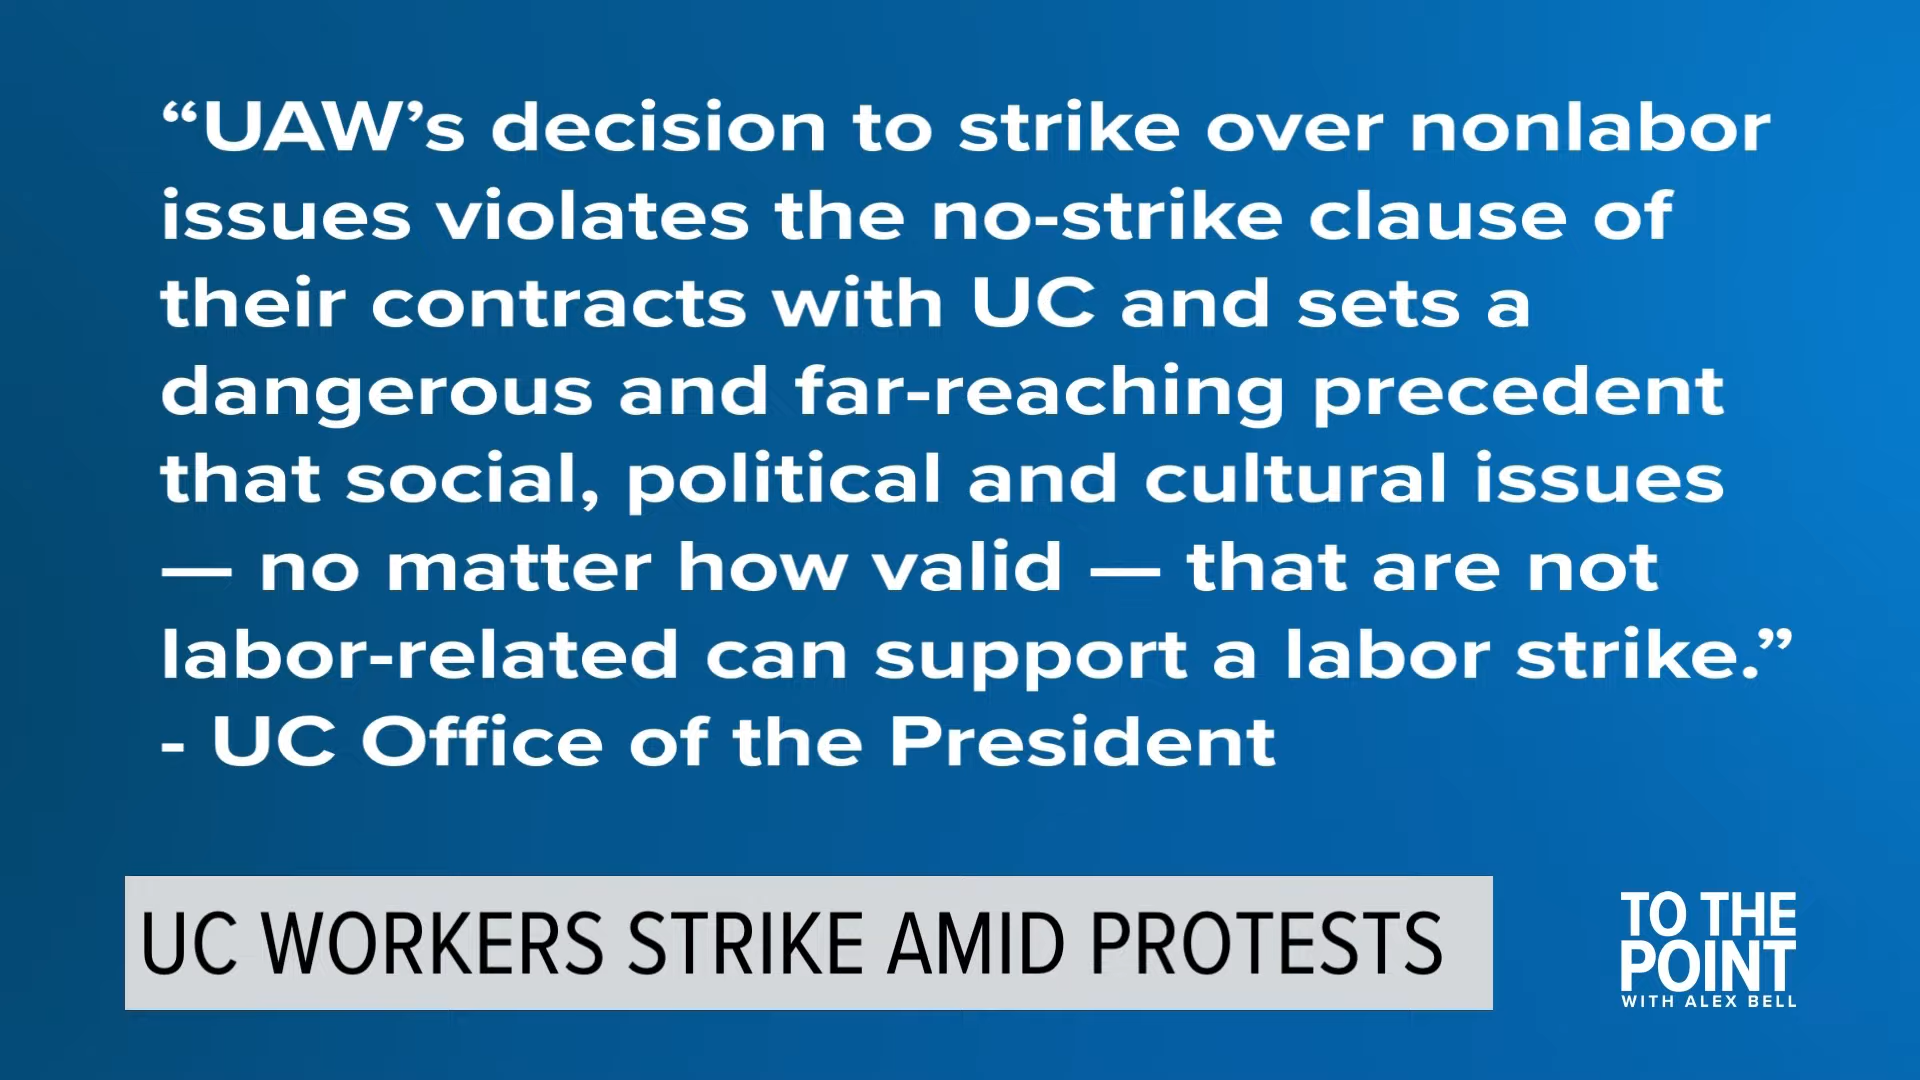 “UAW’s decision to strike over nonlabor
issues violates the no-strike clause of
their contracts with UC and sets a
dangerous and far-reaching precedent
that social, political and cultural issues
— no matter how valid — that are not
labor-related can support a labor strike.”
- UC Office of the President
UC WORKERS STRIKE AMID PROTESTS
TO THE
POINT
WITH ALEX BELL